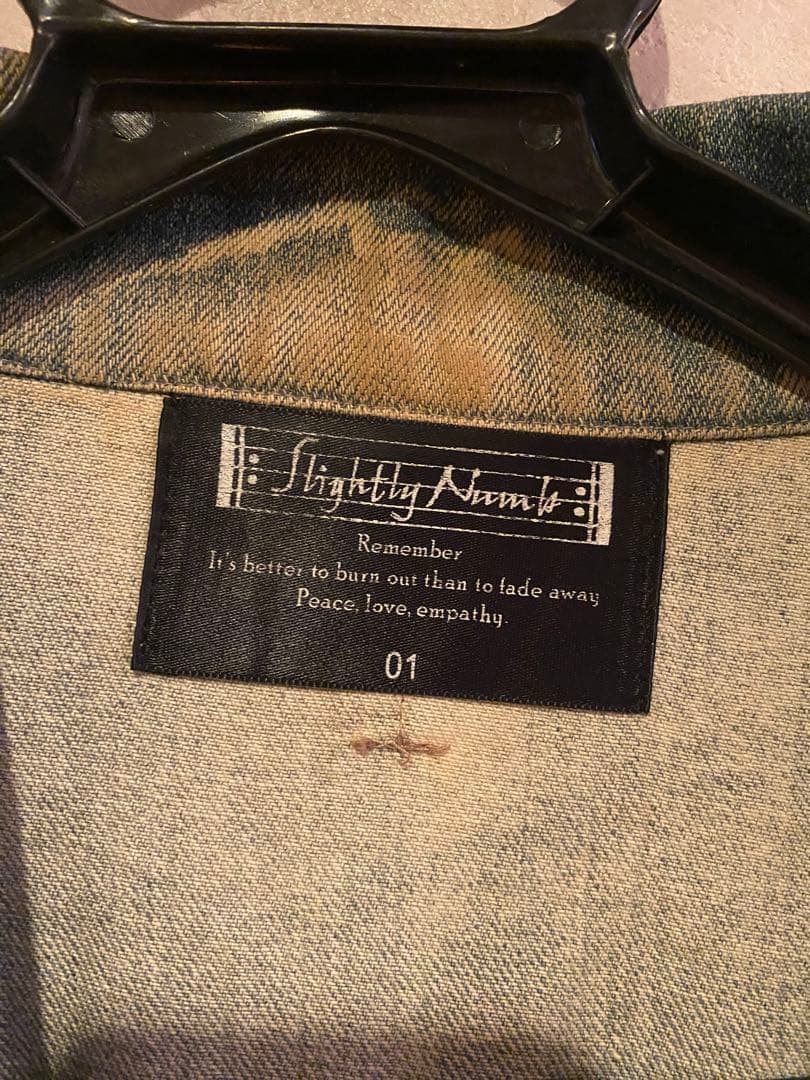 Slightly Numb
Remember
It's better to burn out than to fade away
Peace, love, empathy.
01